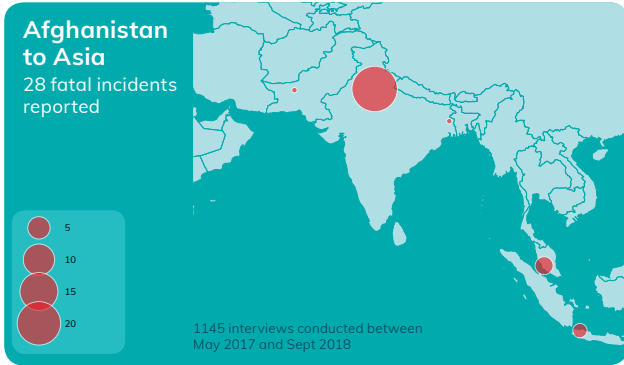 Afghanistan
to Asia
28 fatal incidents
reported
5
10
15
20
1145 interviews conducted between
May 2017 and Sept 2018